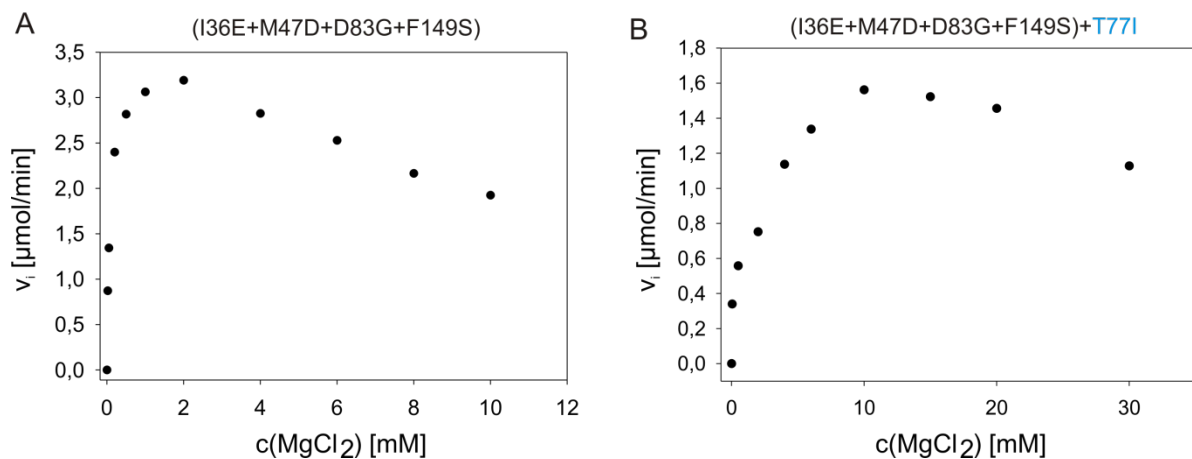 A
(I36E+M47D+D83G+F149S)
3,5
3,0
2,5
2,0
1,5
1,0
0,5
0,0
vi [µmol/min]
0 2 4 6 8 10 12
c(MgCl2) [mM]
B
(I36E+M47D+D83G+F149S)+T77I
1,8
1,6
1,4
1,2
1,0
0,8
0,6
0,4
0,2
0,0
vi [µmol/min]
0 10 20 30
c(MgCl2) [mM]